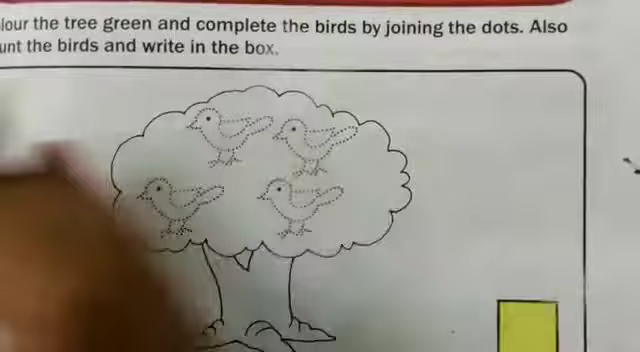 lour the tree green and complete the birds by joining the dots. Also
unt the birds and write in the box.